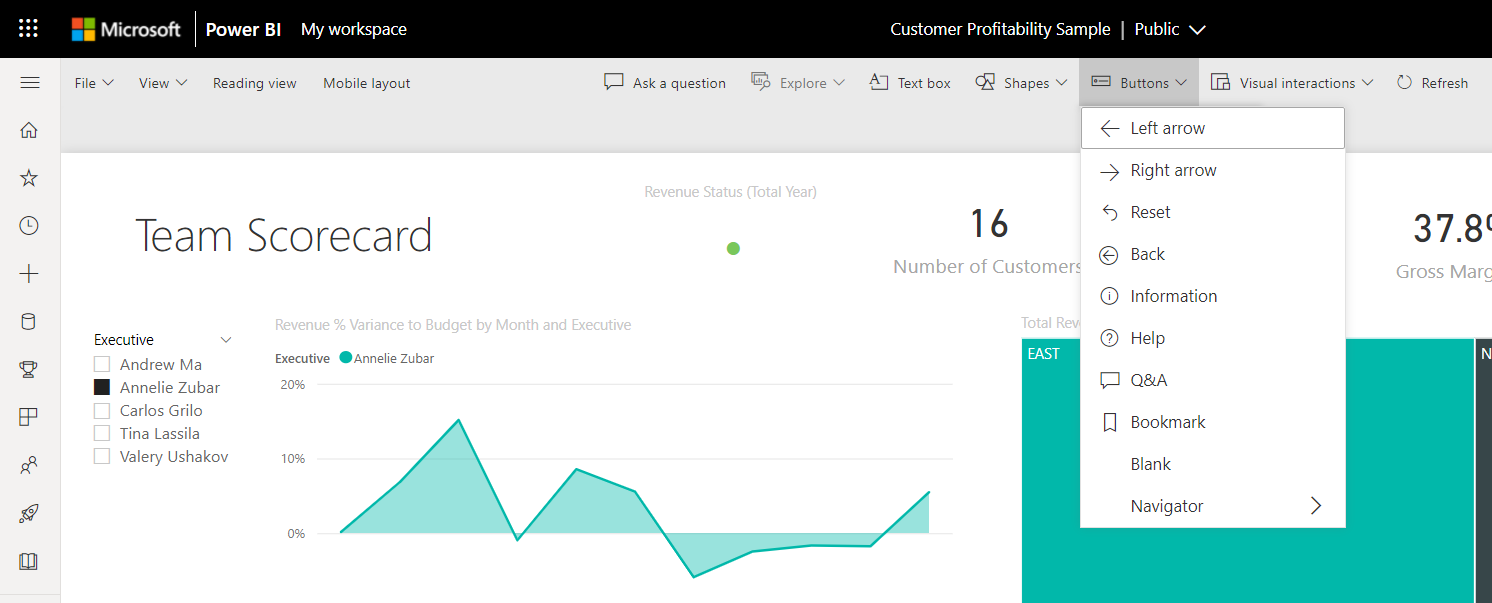 Microsoft Power BI My workspace Customer Profitability Sample | Public
File View Reading view Mobile layout Ask a question Explore Text box Shapes Buttons Visual interactions Refresh
Left arrow
Right arrow
Reset
Back
Information
Help
Q&A
Bookmark
Blank
Navigator
Team Scorecard
Revenue Status (Total Year)
16
Number of Customers
37.8%
Gross Marg
Executive
Andrew Ma
Annelie Zubar
Carlos Grilo
Tina Lassila
Valery Ushakov
Revenue % Variance to Budget by Month and Executive
Executive Annelie Zubar
20%
10%
0%
Total Rev
EAST
N